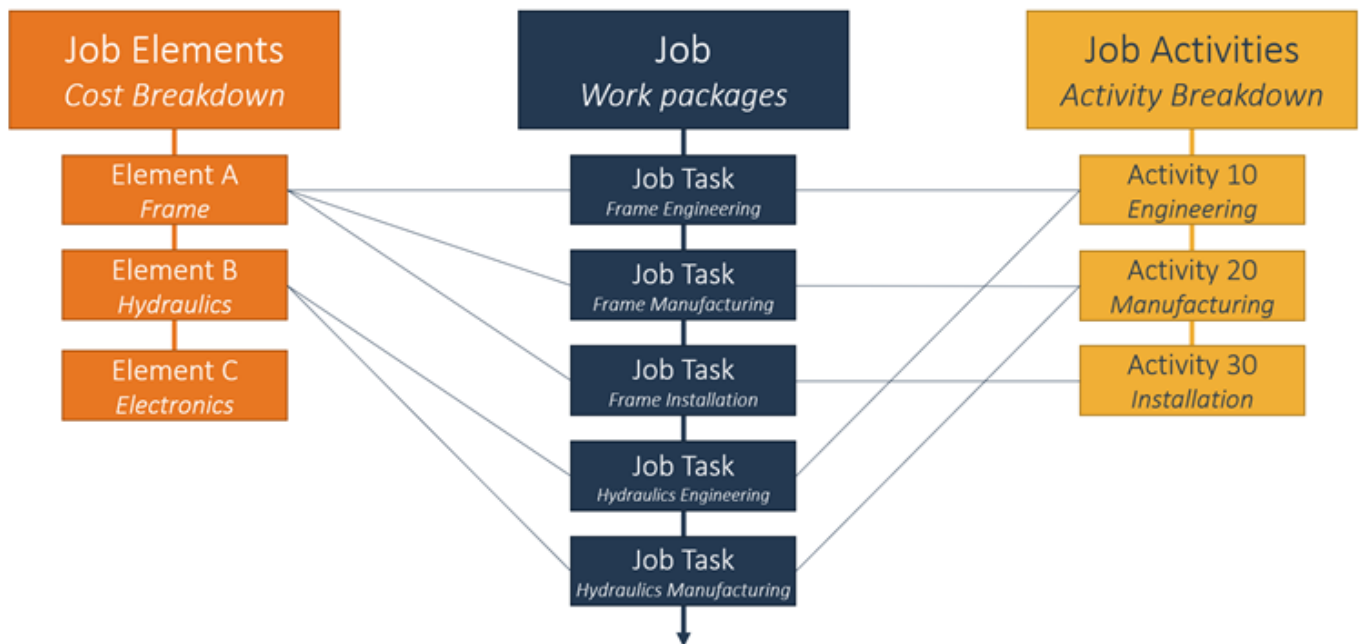 Job Elements
Cost Breakdown
Element A
Frame
Element B
Hydraulics
Element C
Electronics
Job
Work packages
Job Task
Frame Engineering
Job Task
Frame Manufacturing
Job Task
Frame Installation
Job Task
Hydraulics Engineering
Job Task
Hydraulics Manufacturing
Job Activities
Activity Breakdown
Activity 10
Engineering
Activity 20
Manufacturing
Activity 30
Installation